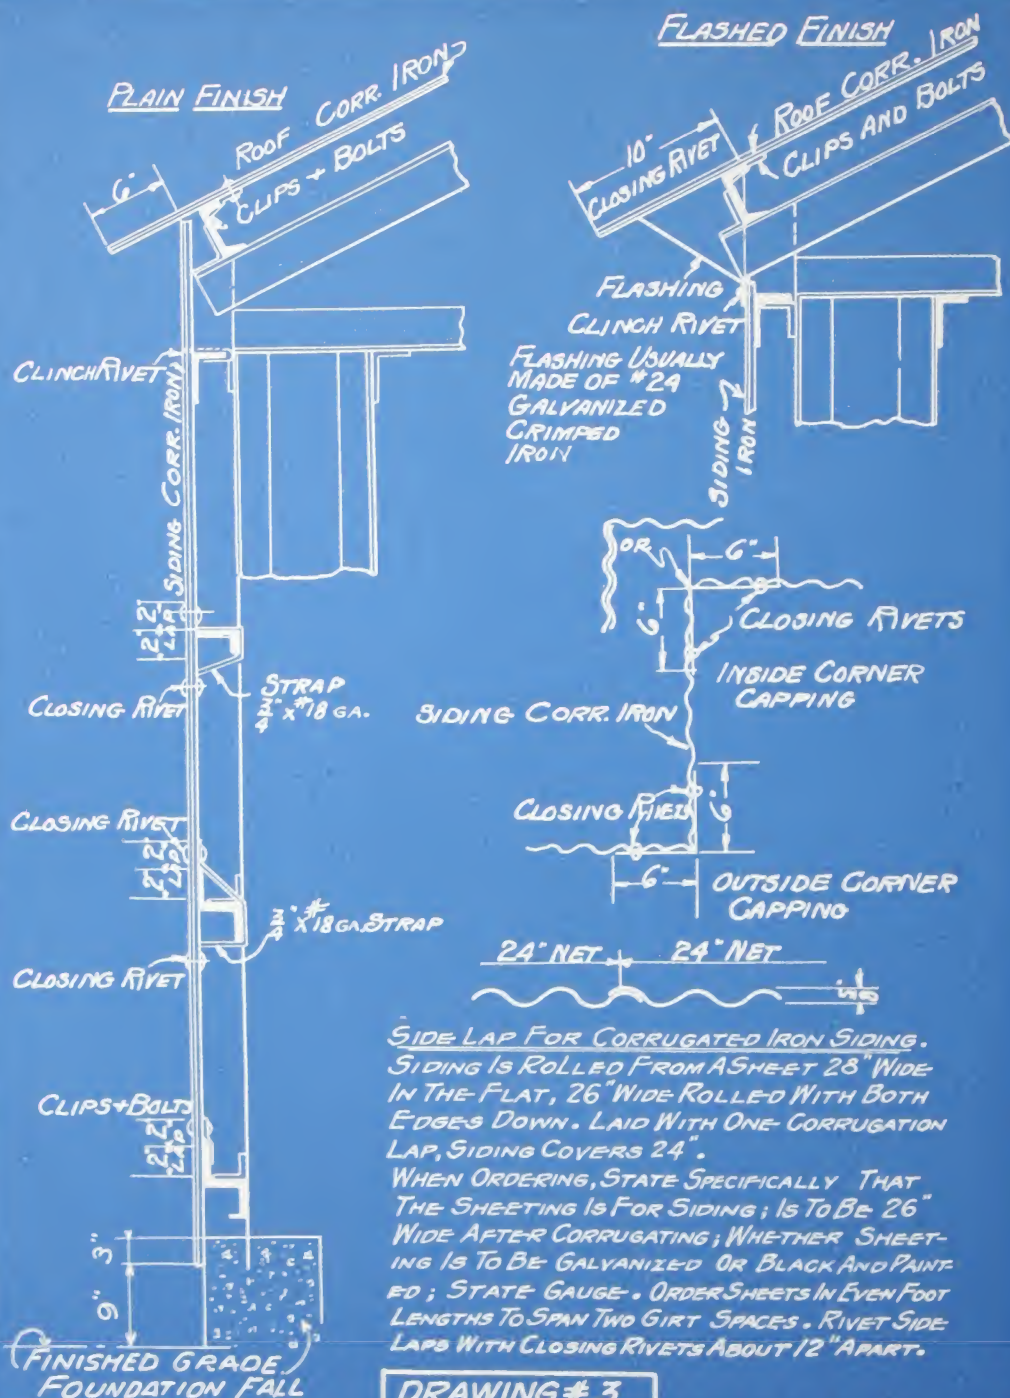 PLAIN FINISH
6"
ROOF CORR. IRON
CLIPS + BOLTS
CLINCH RIVET
SIDING CORR. IRON
2" 2"
LAP
CLOSING RIVET
STRAP
3/4" X #18 GA.
CLOSING RIVET
2" 2"
LAP
3/4" X #18 GA. STRAP
CLOSING RIVET
CLIPS + BOLTS
2" 2"
LAP
3"
9"
FINISHED GRADE
FOUNDATION FALL
FLASHED FINISH
10"
CLOSING RIVET
ROOF CORR. IRON
CLIPS AND BOLTS
FLASHING
CLINCH RIVET
FLASHING USUALLY
MADE OF #24
GALVANIZED
CRIMPED
IRON
SIDING
IRON
OR
6"
6"
CLOSING RIVETS
INSIDE CORNER
CAPPING
SIDING CORR. IRON
CLOSING RIVETS
6"
6"
OUTSIDE CORNER
CAPPING
24" NET 24" NET
5/8"
SIDE LAP FOR CORRUGATED IRON SIDING.
SIDING IS ROLLED FROM A SHEET 28" WIDE
IN THE FLAT, 26" WIDE ROLLED WITH BOTH
EDGES DOWN. LAID WITH ONE CORRUGATION
LAP, SIDING COVERS 24".
WHEN ORDERING, STATE SPECIFICALLY THAT
THE SHEETING IS FOR SIDING; IS TO BE 26"
WIDE AFTER CORRUGATING; WHETHER SHEET-
ING IS TO BE GALVANIZED OR BLACK AND PAINT-
ED; STATE GAUGE. ORDER SHEETS IN EVEN FOOT
LENGTHS TO SPAN TWO GIRT SPACES. RIVET SIDE
LAPS WITH CLOSING RIVETS ABOUT 12" APART.
DRAWING # 3